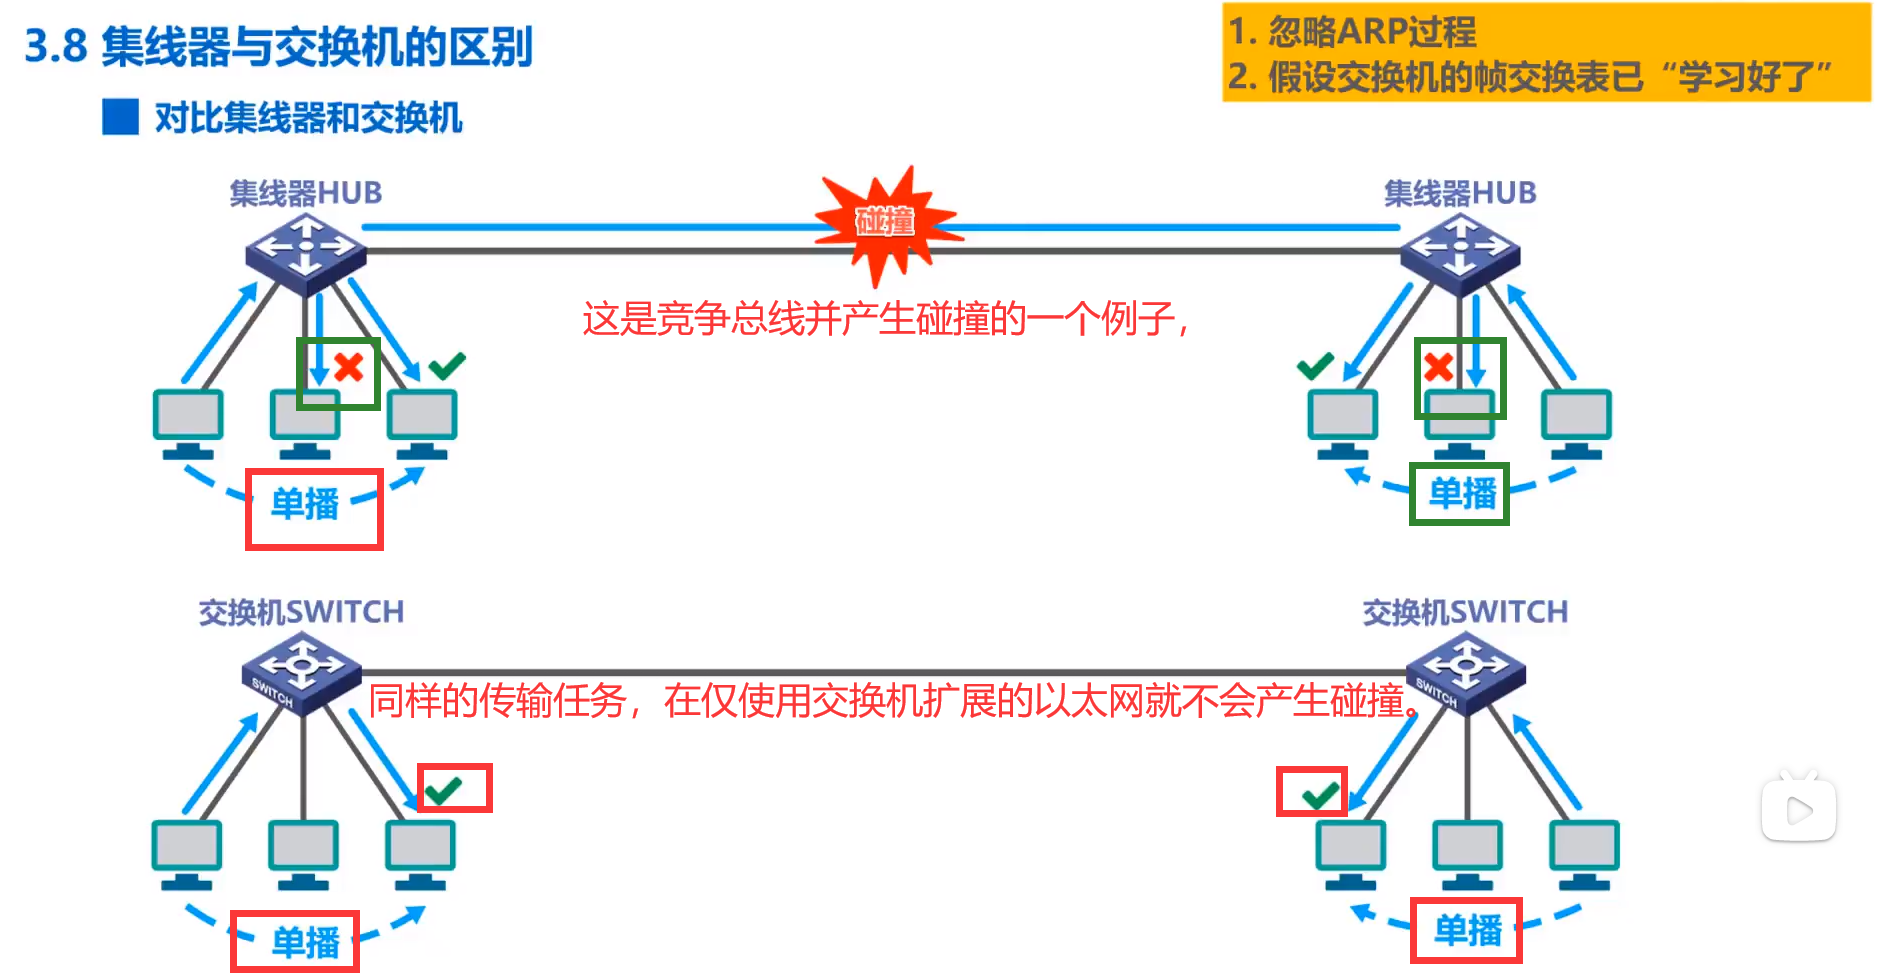 3.8 集线器与交换机的区别
1. 忽略ARP过程
2. 假设交换机的帧交换表已“学习好了”
对比集线器和交换机
集线器HUB
碰撞
集线器HUB
这是竞争总线并产生碰撞的一个例子，
单播
单播
交换机SWITCH
交换机SWITCH
SWITCH
SWITCH
同样的传输任务，在仅使用交换机扩展的以太网就不会产生碰撞。
单播
单播